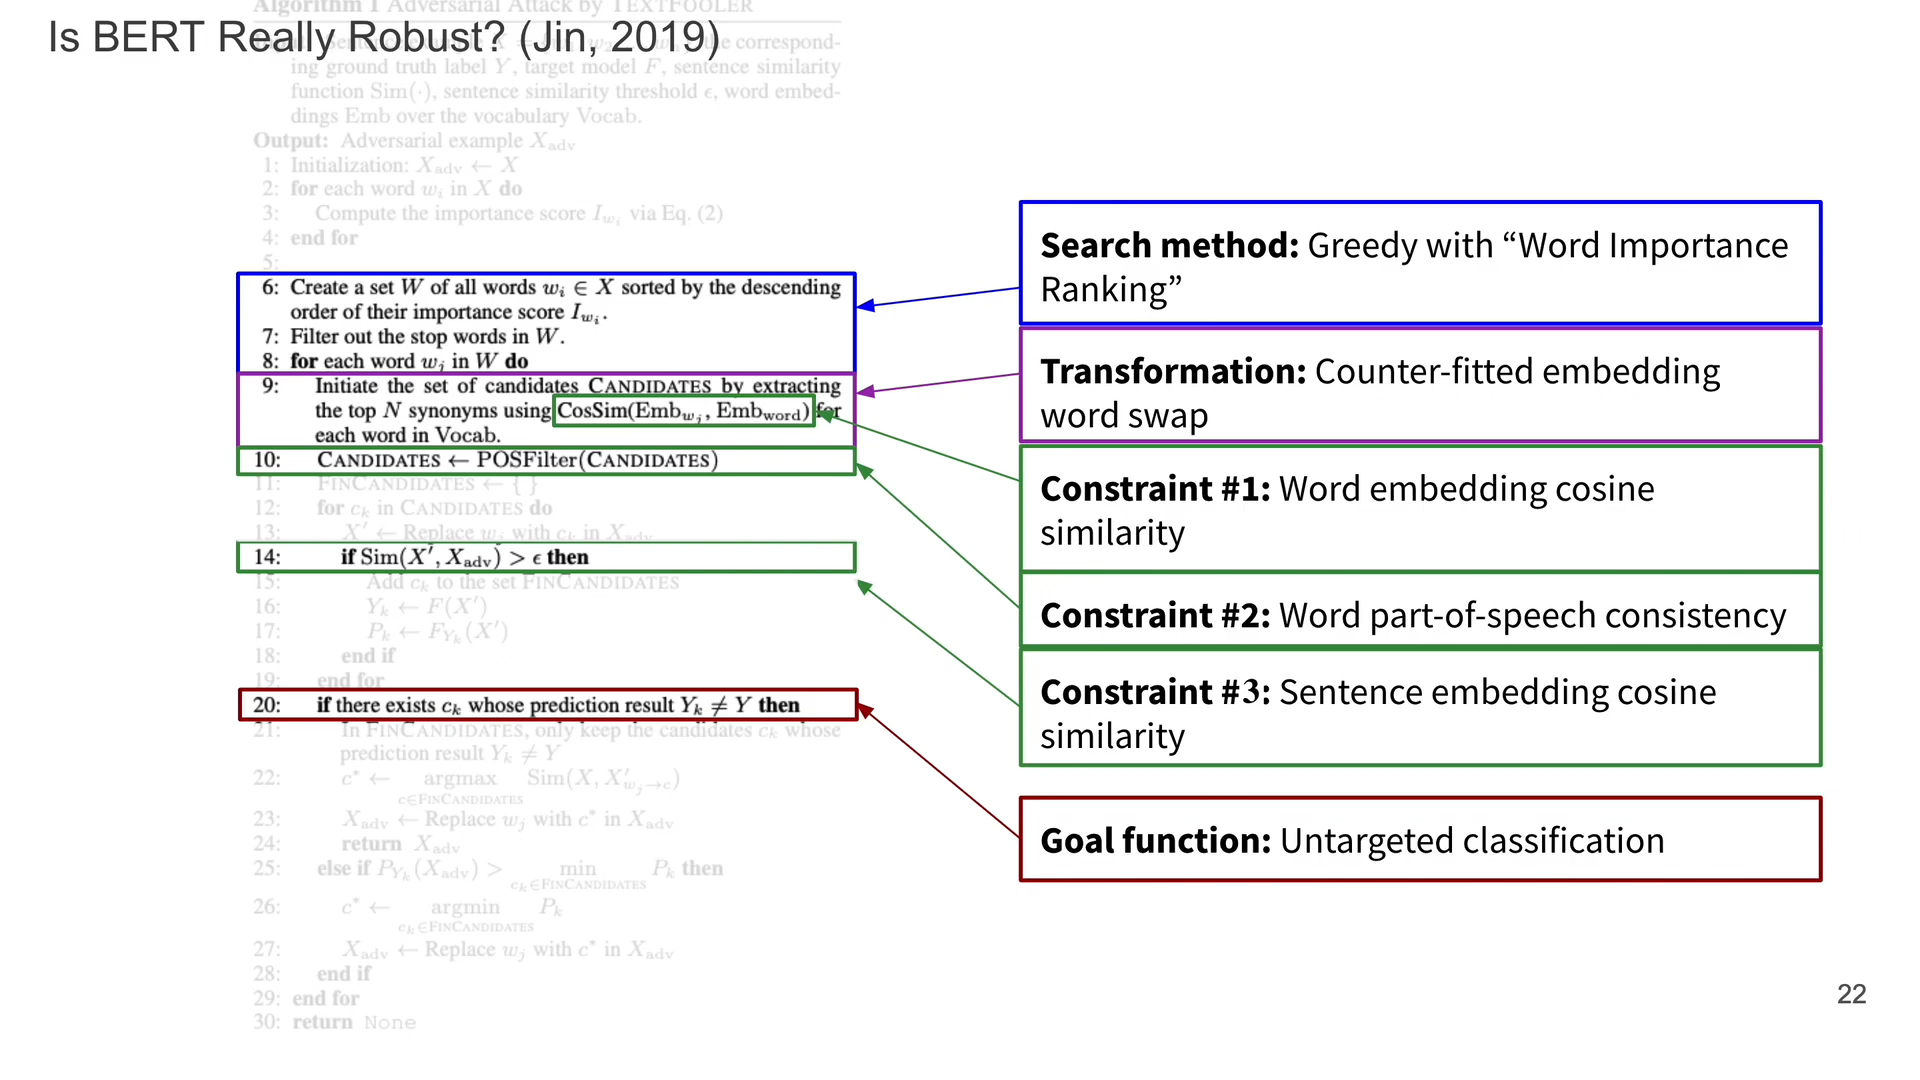 Algorithm 1 Adversarial Attack by TEXTFOOLER
Is BERT Really Robust? (Jin, 2019)
the correspond-
ing ground truth label Y, target model F, sentence similarity
function Sim(·), sentence similarity threshold ϵ, word embed-
dings Emb over the vocabulary Vocab.
Output: Adversarial example X_adv
1: Initialization: X_adv ← X
2: for each word w_i in X do
3: Compute the importance score I_{w_i} via Eq. (2)
4: end for
5:
6: Create a set W of all words w_i ∈ X sorted by the descending
order of their importance score I_{w_i}.
7: Filter out the stop words in W.
8: for each word w_j in W do
9: Initiate the set of candidates CANDIDATES by extracting
the top N synonyms using CosSim(Emb_{w_j}, Emb_word) for
each word in Vocab.
10: CANDIDATES ← POSFilter(CANDIDATES)
11: FINCANDIDATES ← { }
12: for c_k in CANDIDATES do
13: X′ ← Replace w_j with c_k in X_adv
14: if Sim(X′, X_adv) > ϵ then
15: Add c_k to the set FINCANDIDATES
16: Y_k ← F(X′)
17: P_k ← F_{Y_k}(X′)
18: end if
19: end for
20: if there exists c_k whose prediction result Y_k ≠ Y then
21: In FINCANDIDATES, only keep the candidates c_k whose
prediction result Y_k ≠ Y
22: c* ← argmax Sim(X, X′_{w_j→c})
c∈FINCANDIDATES
23: X_adv ← Replace w_j with c* in X_adv
24: return X_adv
25: else if P_{Y_k}(X_adv) > min P_k then
c_k∈FINCANDIDATES
26: c* ← argmin P_k
c_k∈FINCANDIDATES
27: X_adv ← Replace w_j with c* in X_adv
28: end if
29: end for
30: return None
Search method: Greedy with “Word Importance
Ranking”
Transformation: Counter-fitted embedding
word swap
Constraint #1: Word embedding cosine
similarity
Constraint #2: Word part-of-speech consistency
Constraint #3: Sentence embedding cosine
similarity
Goal function: Untargeted classification
22